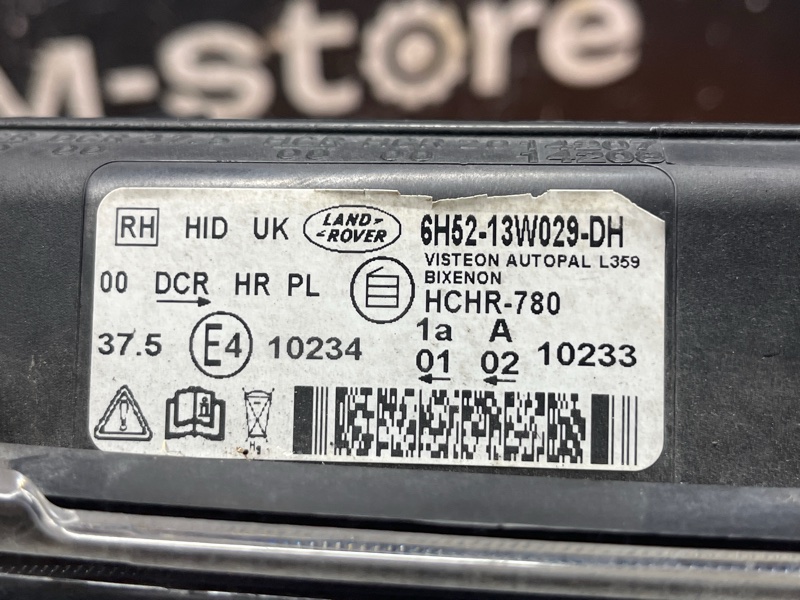 M-store
RH HID UK LAND ROVER 6H52-13W029-DH
VISTEON AUTOPAL L359
BIXENON
00 DCR HR PL HCHR-780
1a A
37.5 E4 10234 01 02 10233
Hg